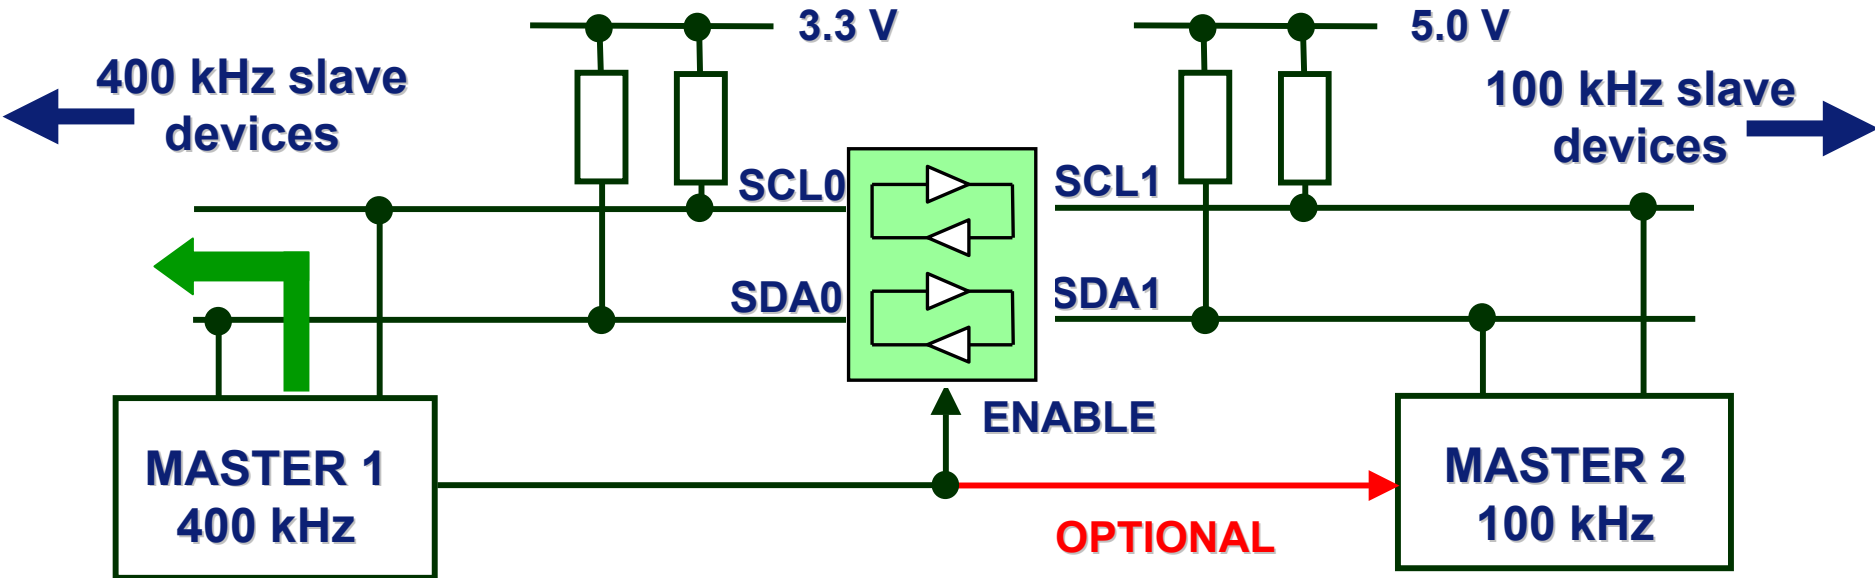 3.3 V
5.0 V
400 kHz slave
devices
100 kHz slave
devices
SCL0
SCL1
SDA0
SDA1
ENABLE
MASTER 1
400 kHz
MASTER 2
100 kHz
OPTIONAL